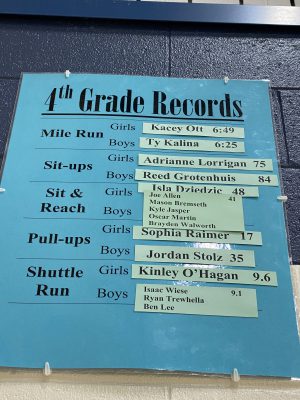 4th Grade Records
Mile Run Girls Kacey Ott 6:49
Boys Ty Kalina 6:25
Sit-ups Girls Adrianne Lorrigan 75
Boys Reed Grotenhuis 84
Sit & Reach Girls Isla Dziedzic 48
Boys Joe Allen 41
Mason Bremseth
Kyle Jasper
Oscar Martin
Brayden Walworth
Pull-ups Girls Sophia Raimer 17
Boys Jordan Stolz 35
Shuttle Run Girls Kinley O'Hagan 9.6
Boys Isaac Wiese 9.1
Ryan Trewhella
Ben Lee